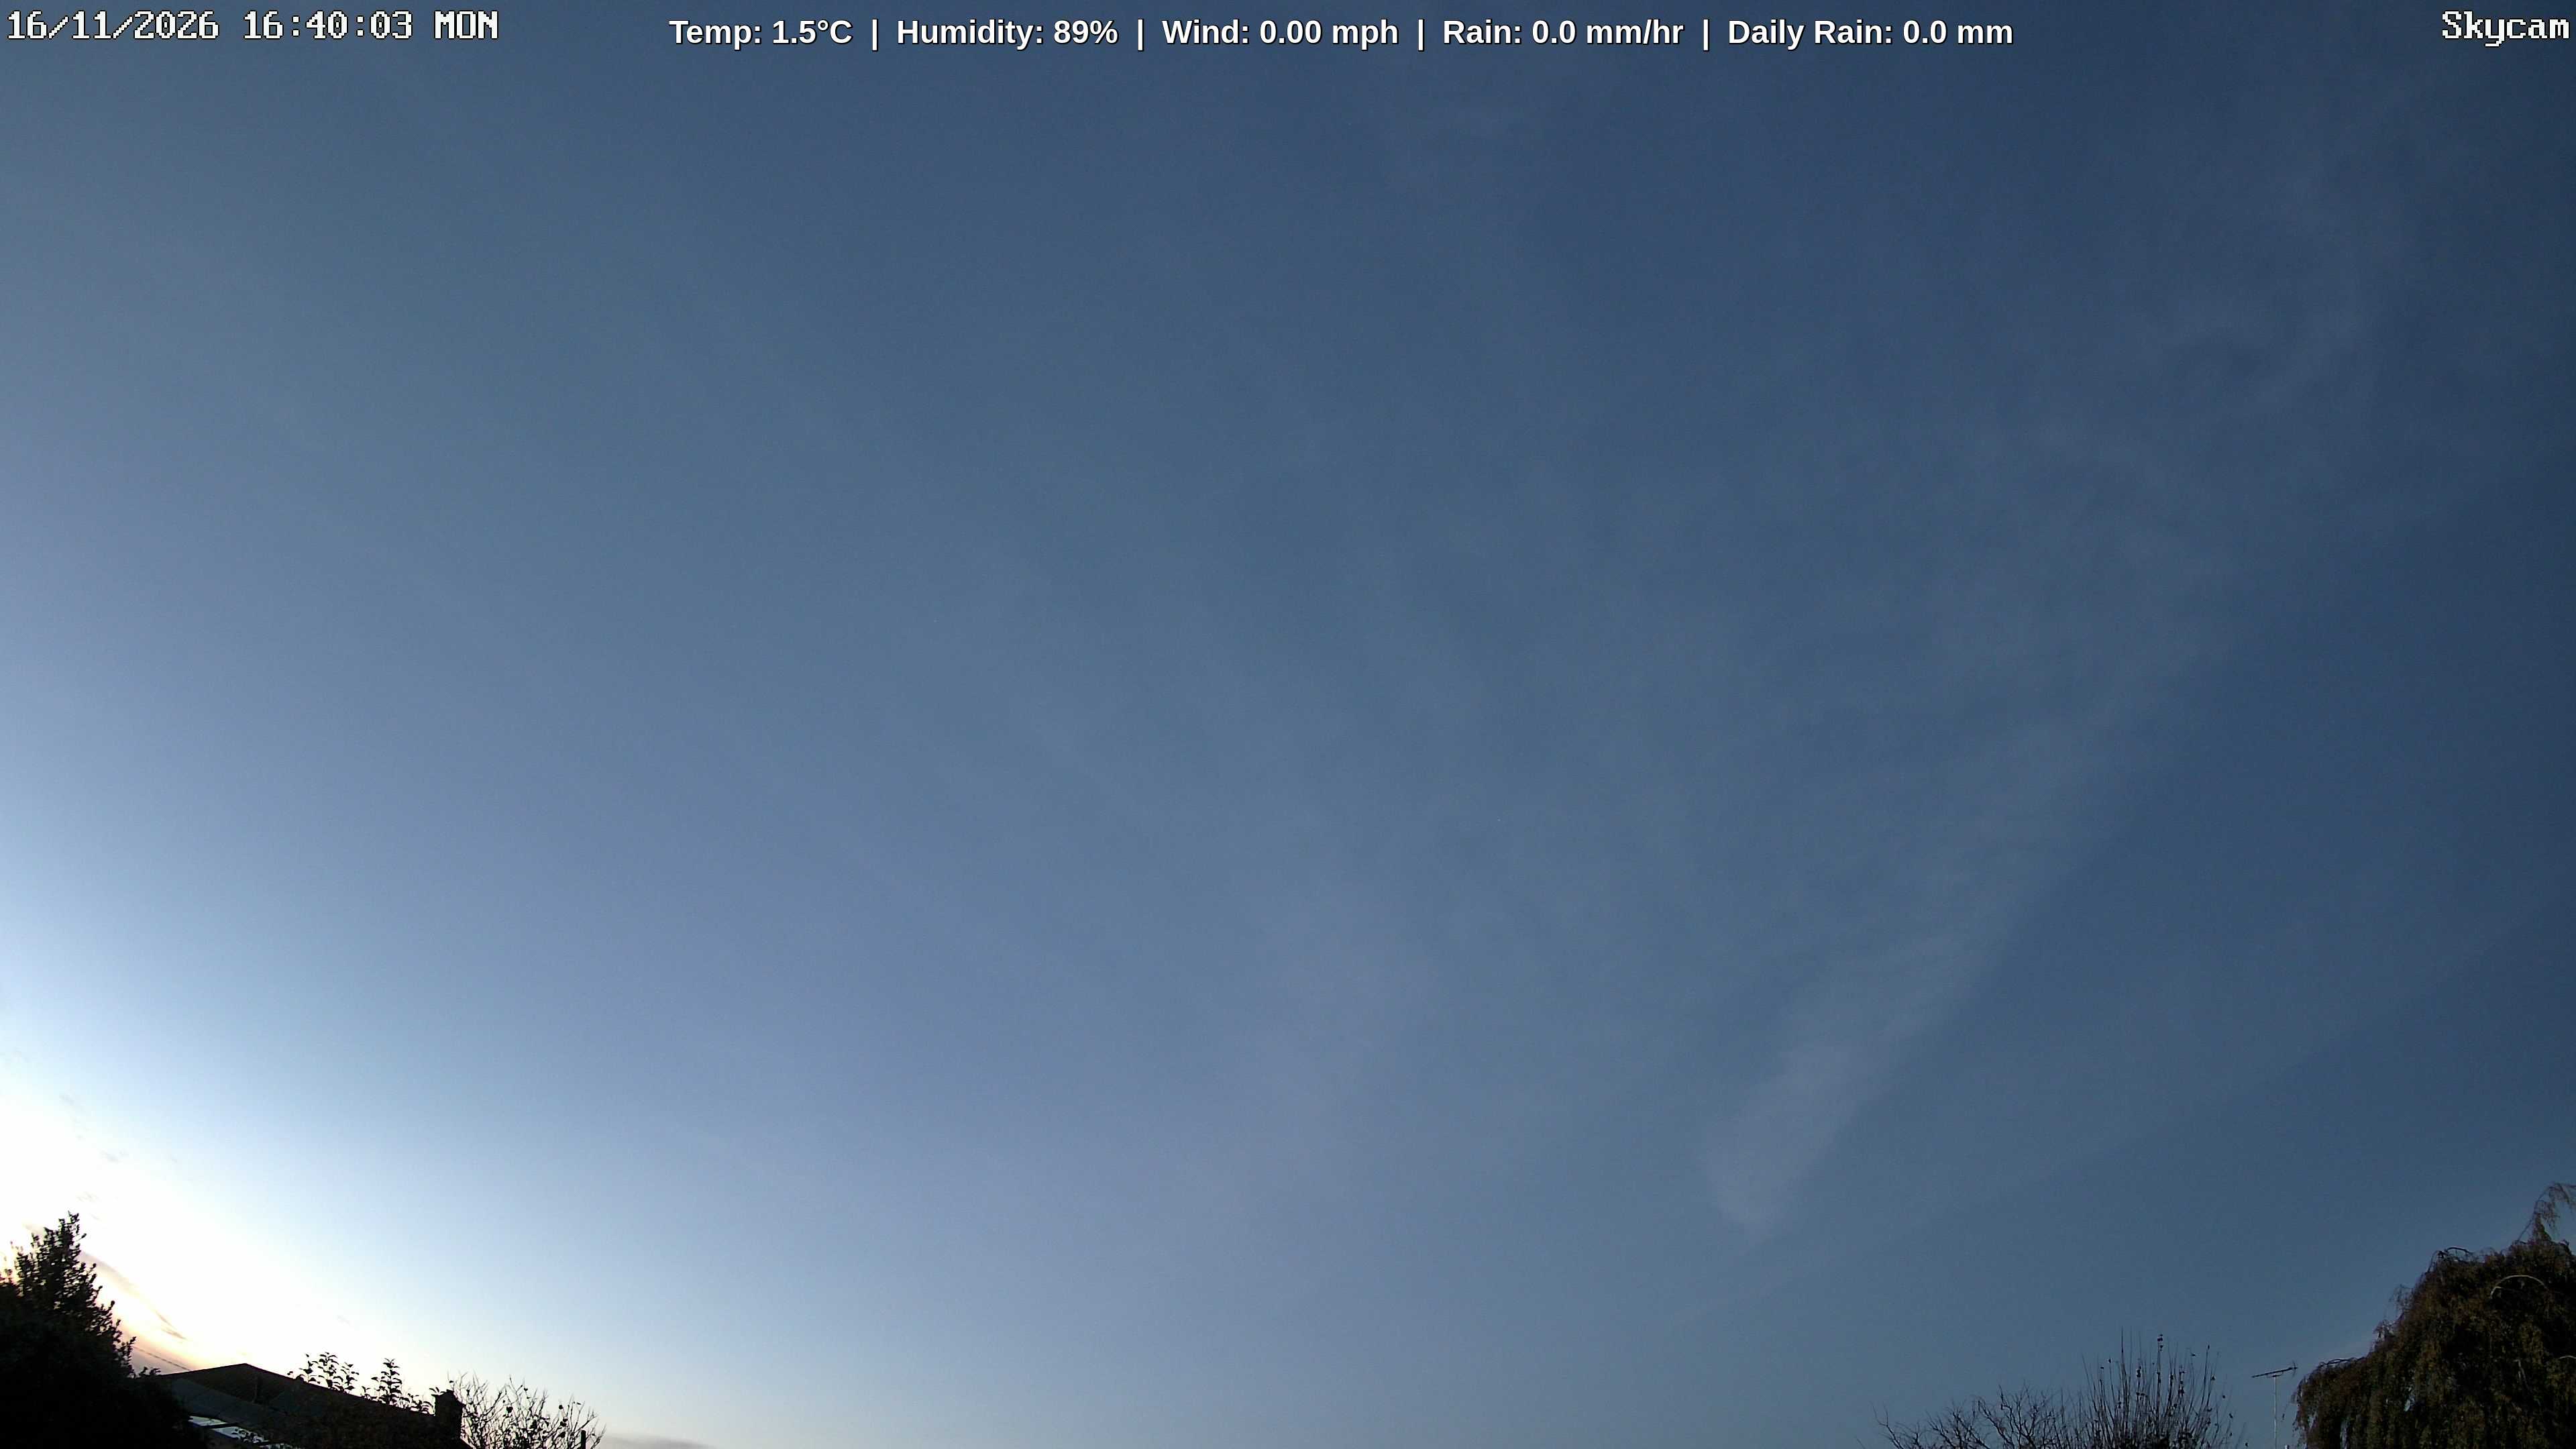 16/11/2026 16:40:03 MON
Temp: 1.5°C | Humidity: 89% | Wind: 0.00 mph | Rain: 0.0 mm/hr | Daily Rain: 0.0 mm
Skycam